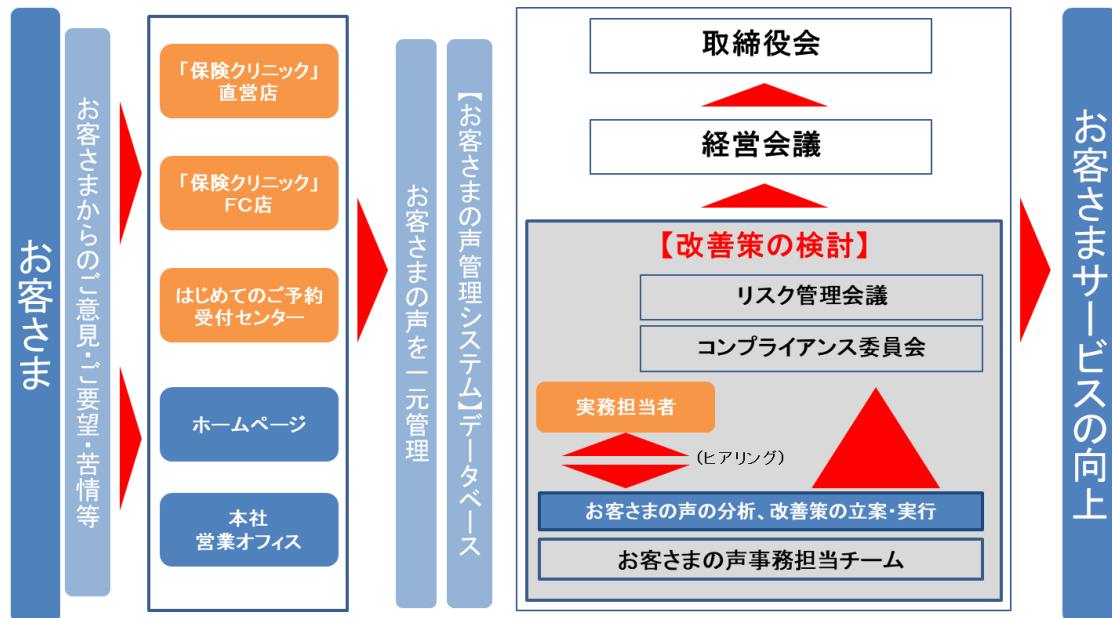 お客さま
お客さまからのご意見・ご要望・苦情等
「保険クリニック」
直営店
「保険クリニック」
FC店
はじめてのご予約
受付センター
ホームページ
本社
営業オフィス
お客さまの声を一元管理
【お客さまの声管理システム】データベース
取締役会
経営会議
【改善策の検討】
リスク管理会議
コンプライアンス委員会
実務担当者
(ヒアリング)
お客さまの声の分析、改善策の立案・実行
お客さまの声事務担当チーム
お客さまサービスの向上